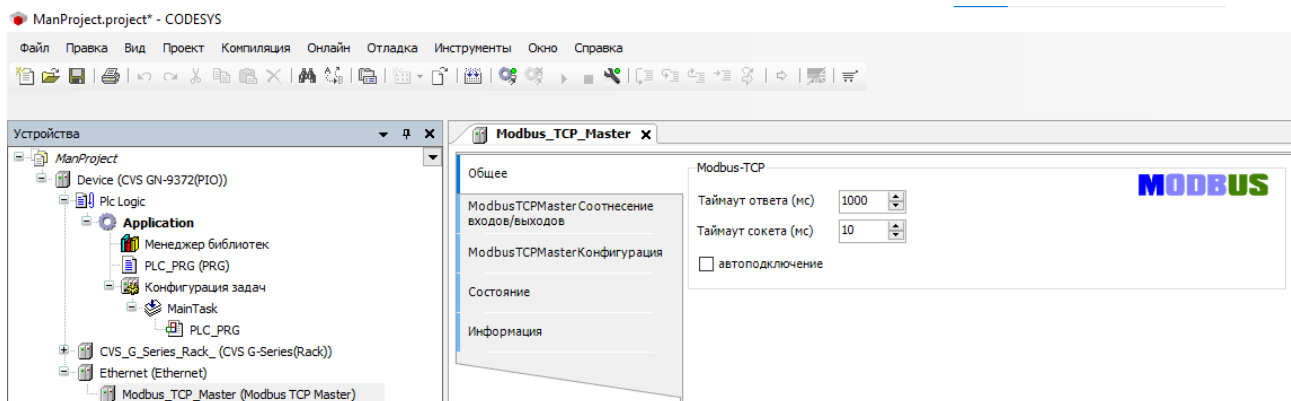 ManProject.project* - CODESYS
Файл Правка Вид Проект Компиляция Онлайн Отладка Инструменты Окно Справка
Устройства
ManProject
Device (CVS GN-9372(PIO))
Plc Logic
Application
Менеджер библиотек
PLC_PRG (PRG)
Конфигурация задач
MainTask
PLC_PRG
CVS_G_Series_Rack_ (CVS G-Series(Rack))
Ethernet (Ethernet)
Modbus_TCP_Master (Modbus TCP Master)
Modbus_TCP_Master
Общее
ModbusTCPMaster Соотнесение
входов/выходов
ModbusTCPMasterКонфигурация
Состояние
Информация
Modbus-TCP
MODBUS
Таймаут ответа (мс) 1000
Таймаут сокета (мс) 10
автоподключение